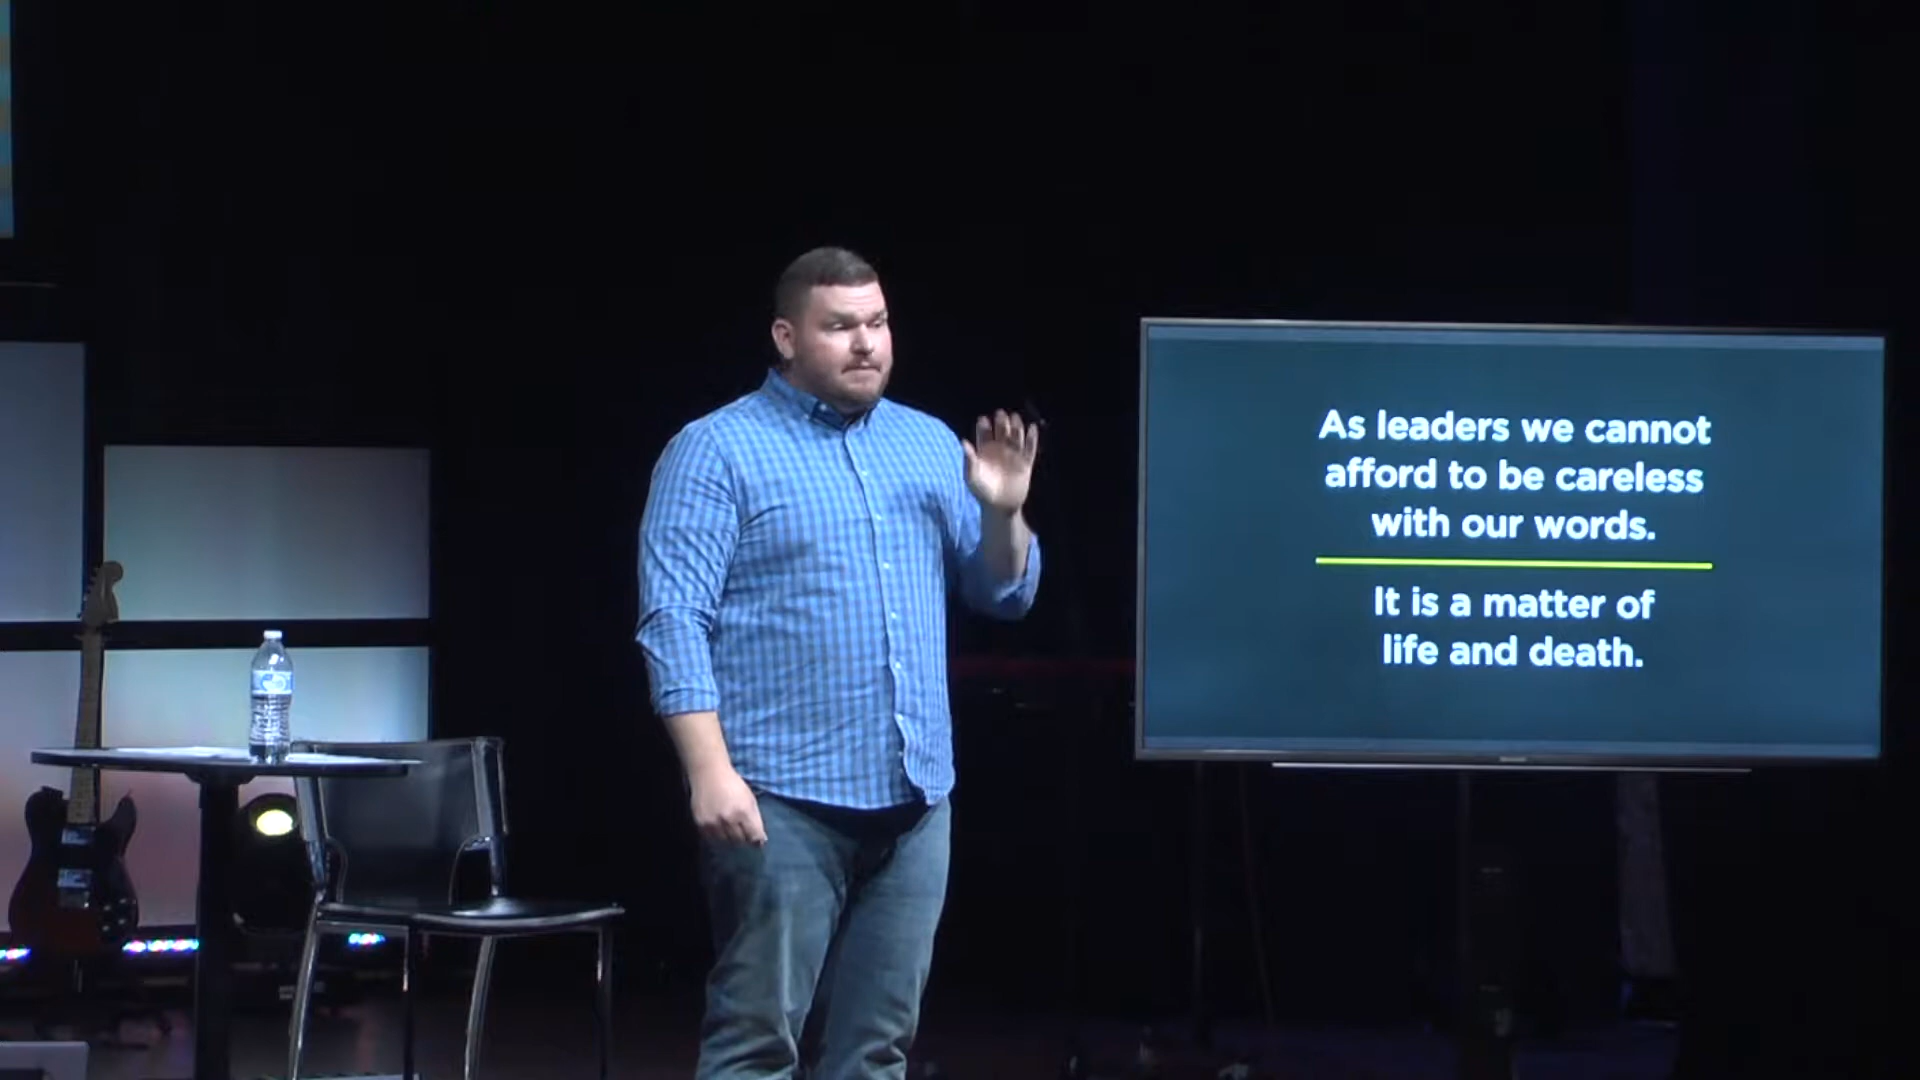 As leaders we cannot
afford to be careless
with our words.
It is a matter of
life and death.